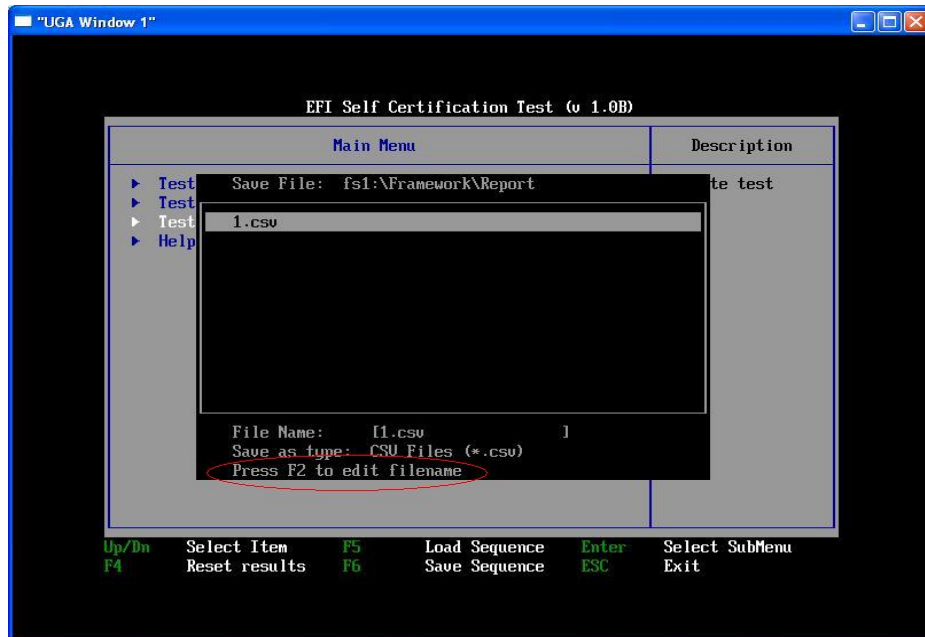 "UGA Window 1"
EFI Self Certification Test (v 1.0B)
Main Menu
Description
Save File: fs1:\Framework\Report
Test
te test
Test
Test
1.csv
Help
File Name: [1.csv ]
Save as type: CSV Files (*.csv)
Press F2 to edit filename
Up/Dn Select Item F5 Load Sequence Enter Select SubMenu
F4 Reset results F6 Save Sequence ESC Exit